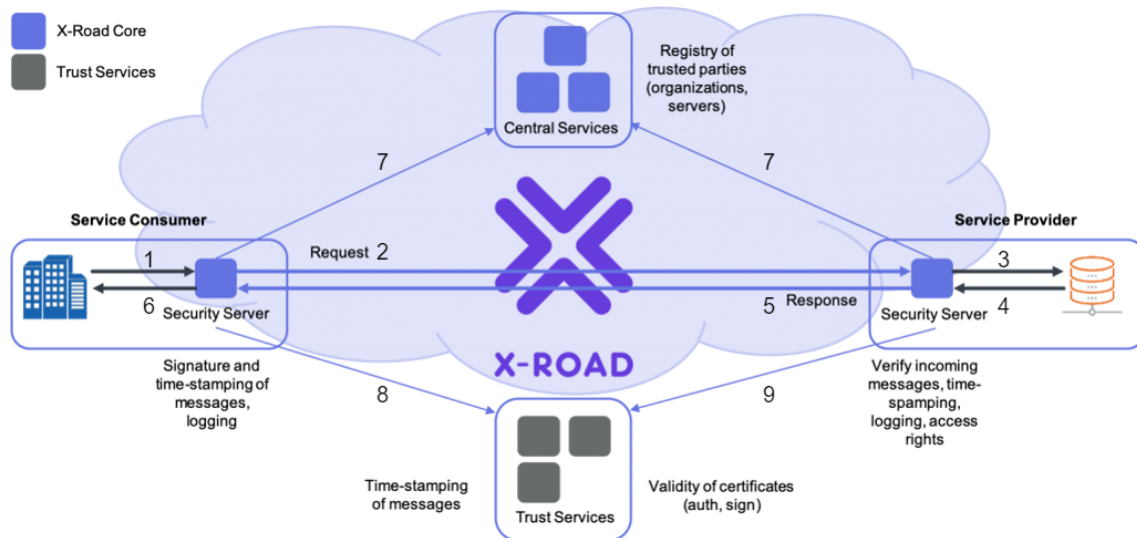 X-Road Core
Trust Services
Central Services
Registry of
trusted parties
(organizations,
servers)
7
7
Service Consumer
Service Provider
1
6
Security Server
Request
2
5
Response
3
4
Security Server
X-ROAD
Signature and
time-stamping of
messages,
logging
8
9
Verify incoming
messages, time-
spamping,
logging, access
rights
Time-stamping
of messages
Trust Services
Validity of certificates
(auth, sign)